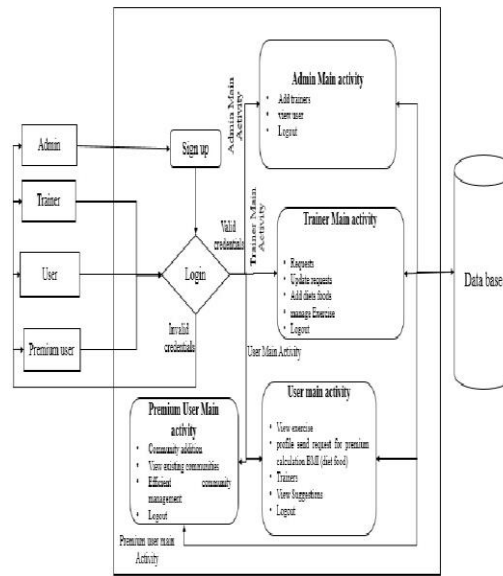 Admin
Trainer
User
Premium user
Sign up
Login
Valid
credentials
Invalid
credentials
Admin Main
Activity
Trainer Main
Activity
User Main Activity
Premium user main
Activity
Admin Main activity
• Add trainers
• view user
• Logout
Trainer Main activity
• Requests
• Update requests
• Add diets foods
• manage Exercise
• Logout
User main activity
• View exercise
• profile send request for premium
calculation BMI (diet food)
• Trainers
• View Suggestions
• Logout
Premium User Main
activity
• Community addition
• View existing communities
• Efficient community
management
• Logout
Data base